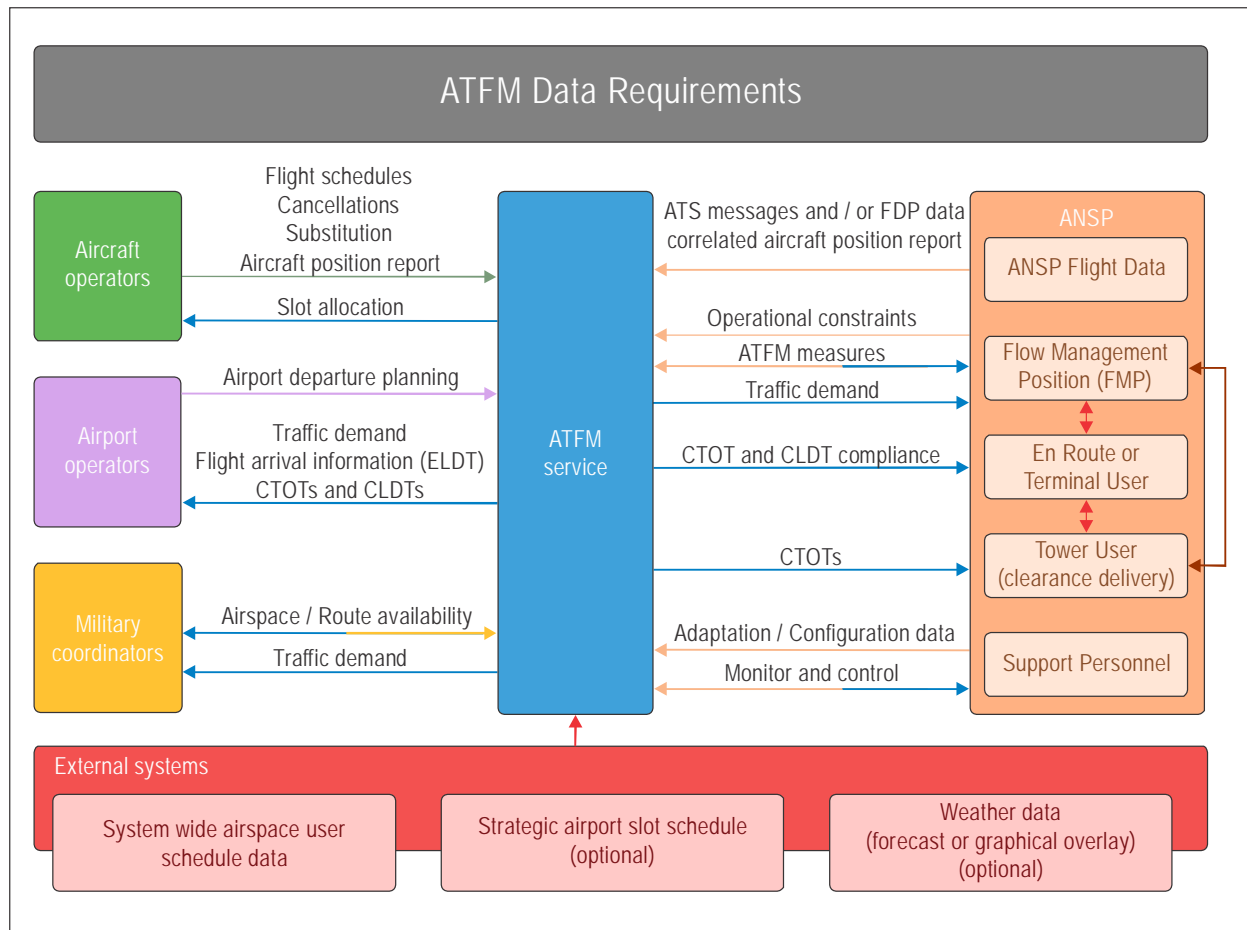 ATFM Data Requirements
Aircraft
operators
Flight schedules
Cancellations
Substitution
Aircraft position report
Slot allocation
Airport
operators
Airport departure planning
Traffic demand
Flight arrival information (ELDT)
CTOTs and CLDTs
Military
coordinators
Airspace / Route availability
Traffic demand
ATFM
service
ATS messages and / or FDP data
correlated aircraft position report
Operational constraints
ATFM measures
Traffic demand
CTOT and CLDT compliance
CTOTs
Adaptation / Configuration data
Monitor and control
ANSP
ANSP Flight Data
Flow Management
Position (FMP)
En Route or
Terminal User
Tower User
(clearance delivery)
Support Personnel
External systems
System wide airspace user
schedule data
Strategic airport slot schedule
(optional)
Weather data
(forecast or graphical overlay)
(optional)